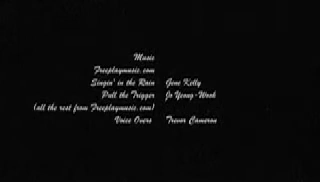 Music
Freeplaymusic.com
Singin' in the Rain Gene Kelly
Pull the Trigger Jo Yeong-Wook
(all the rest from Freeplaymusic.com)
Voice Overs Trevor Cameron